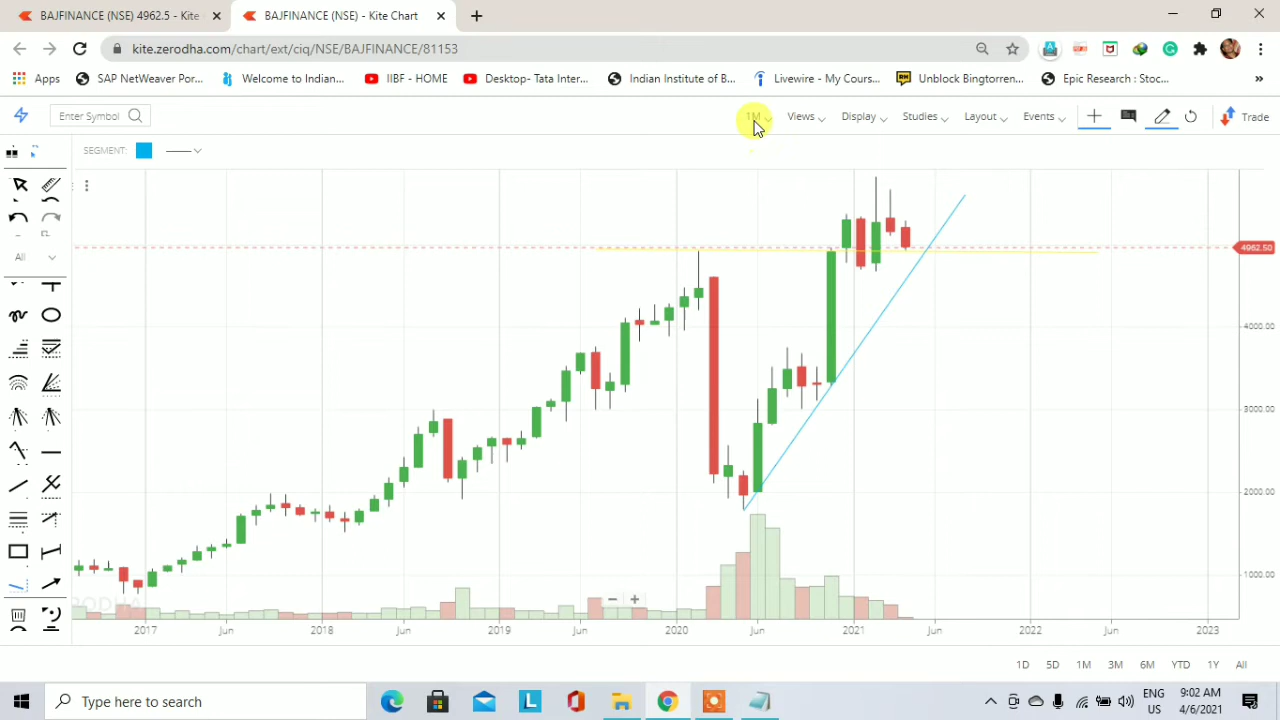 BAJFINANCE (NSE) 4962.5 - Kite
BAJFINANCE (NSE) - Kite Chart
kite.zerodha.com/chart/ext/ciq/NSE/BAJFINANCE/81153
Apps
SAP NetWeaver Por...
Welcome to Indian...
IIBF - HOME
Desktop- Tata Inter...
Indian Institute of B...
Livewire - My Cours...
Unblock Bingtorren...
Epic Research : Stoc...
»
Enter Symbol
1M
Views
Display
Studies
Layout
Events
Trade
SEGMENT:
All
4962.50
4000.00
3000.00
2000.00
1000.00
2017 Jun 2018 Jun 2019 Jun 2020 Jun 2021 Jun 2022 Jun 2023
1D 5D 1M 3M 6M YTD 1Y All
Type here to search
ENG
US
9:02 AM
4/6/2021